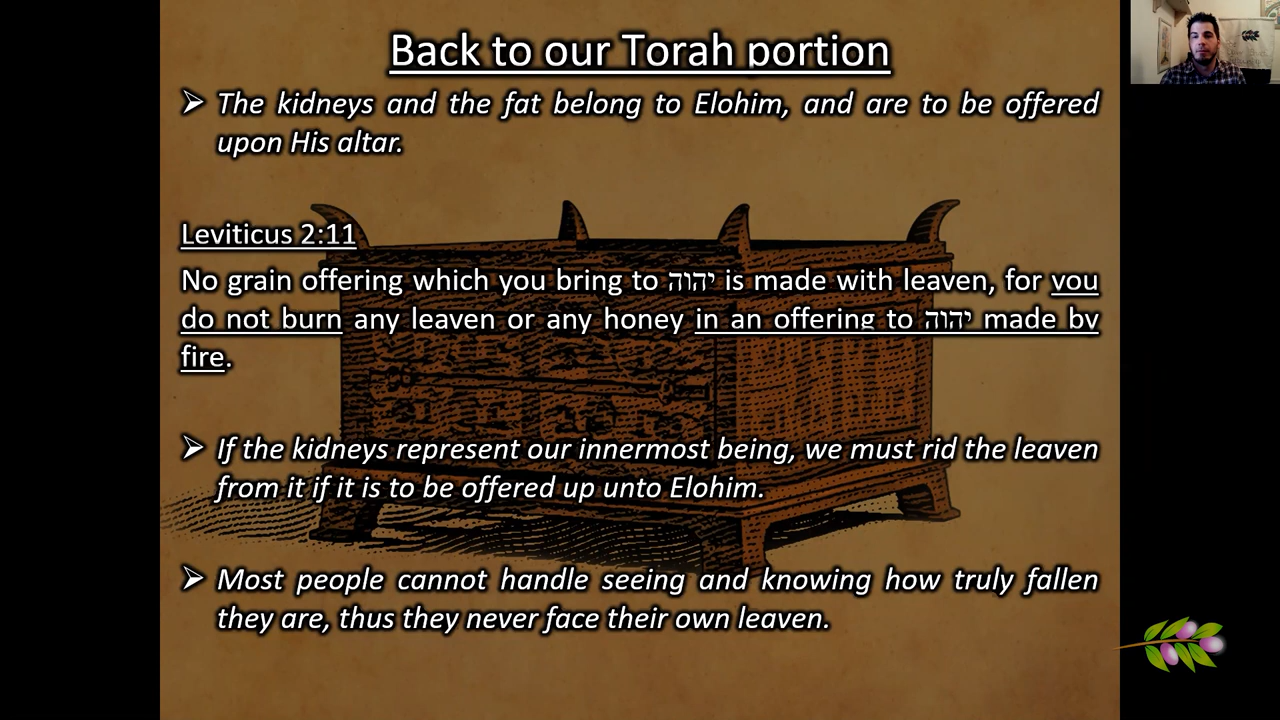 Back to our Torah portion
➢ The kidneys and the fat belong to Elohim, and are to be offered
upon His altar.
Leviticus 2:11
No grain offering which you bring to יהוה is made with leaven, for you
do not burn any leaven or any honey in an offering to יהוה made by
fire.
➢ If the kidneys represent our innermost being, we must rid the leaven
from it if it is to be offered up unto Elohim.
➢ Most people cannot handle seeing and knowing how truly fallen
they are, thus they never face their own leaven.